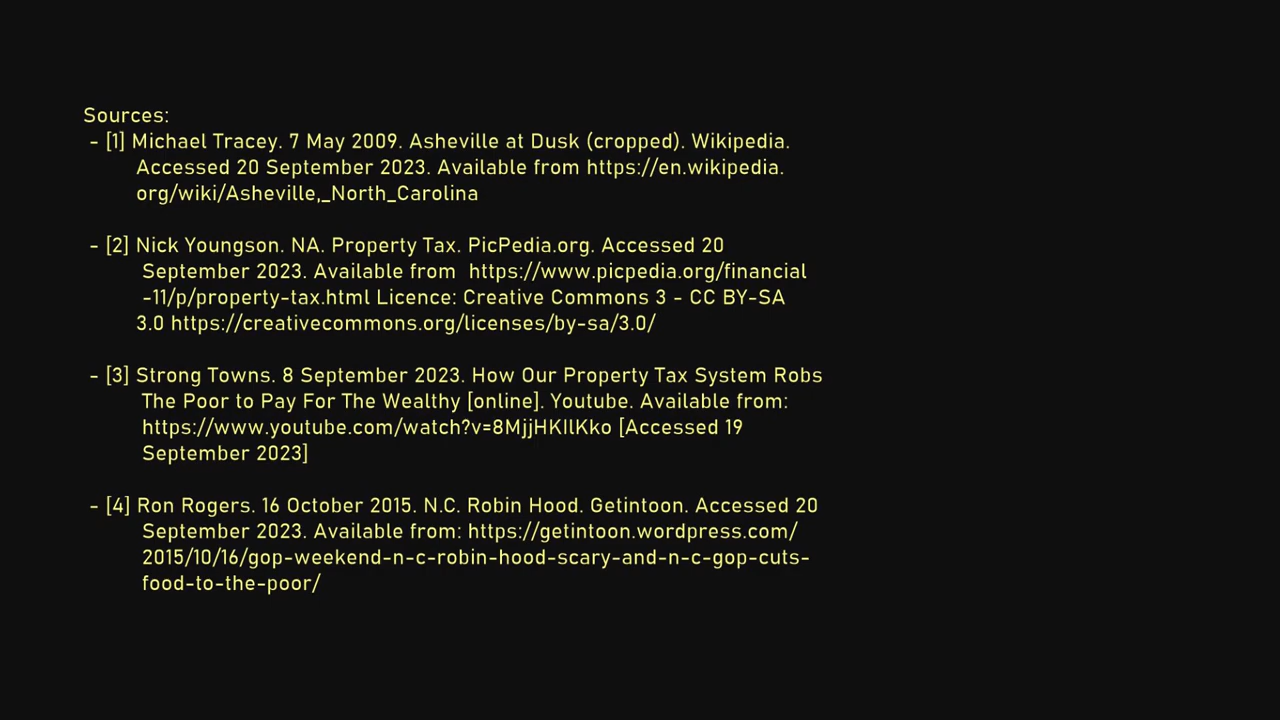 Sources:
- [1] Michael Tracey. 7 May 2009. Asheville at Dusk (cropped). Wikipedia.
Accessed 20 September 2023. Available from https://en.wikipedia.
org/wiki/Asheville,_North_Carolina
- [2] Nick Youngson. NA. Property Tax. PicPedia.org. Accessed 20
September 2023. Available from https://www.picpedia.org/financial
-11/p/property-tax.html Licence: Creative Commons 3 - CC BY-SA
3.0 https://creativecommons.org/licenses/by-sa/3.0/
- [3] Strong Towns. 8 September 2023. How Our Property Tax System Robs
The Poor to Pay For The Wealthy [online]. Youtube. Available from:
https://www.youtube.com/watch?v=8MjjHKIlKko [Accessed 19
September 2023]
- [4] Ron Rogers. 16 October 2015. N.C. Robin Hood. Getintoon. Accessed 20
September 2023. Available from: https://getintoon.wordpress.com/
2015/10/16/gop-weekend-n-c-robin-hood-scary-and-n-c-gop-cuts-
food-to-the-poor/